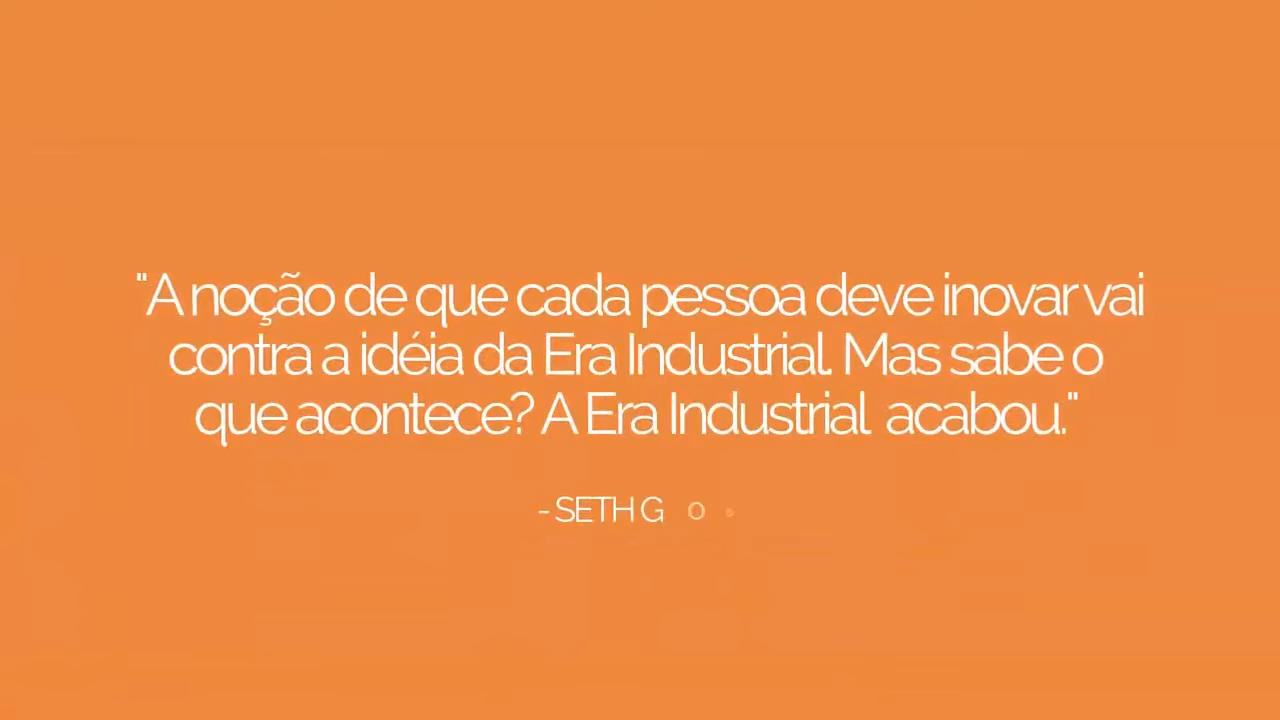 "A noção de que cada pessoa deve inovar vai
contra a idéia da Era Industrial. Mas sabe o
que acontece? A Era Industrial acabou."
- SETH G O